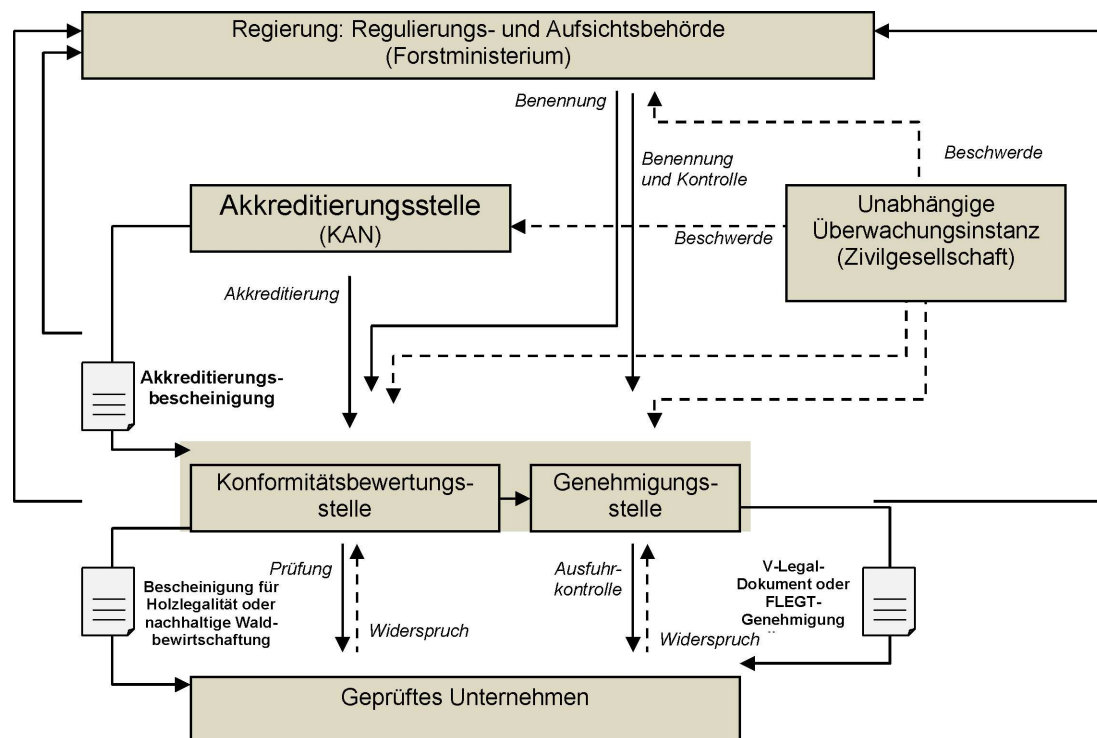 Regierung: Regulierungs- und Aufsichtsbehörde
(Forstministerium)
Benennung
Benennung
und Kontrolle
Beschwerde
Akkreditierungsstelle
(KAN)
Beschwerde
Unabhängige
Überwachungsinstanz
(Zivilgesellschaft)
Akkreditierung
Akkreditierungs-
bescheinigung
Konformitätsbewertungs-
stelle
Genehmigungs-
stelle
Prüfung
Widerspruch
Ausfuhr-
kontrolle
Widerspruch
Bescheinigung für
Holzlegalität oder
nachhaltige Wald-
bewirtschaftung
V-Legal-
Dokument oder
FLEGT-
Genehmigung
Geprüftes Unternehmen